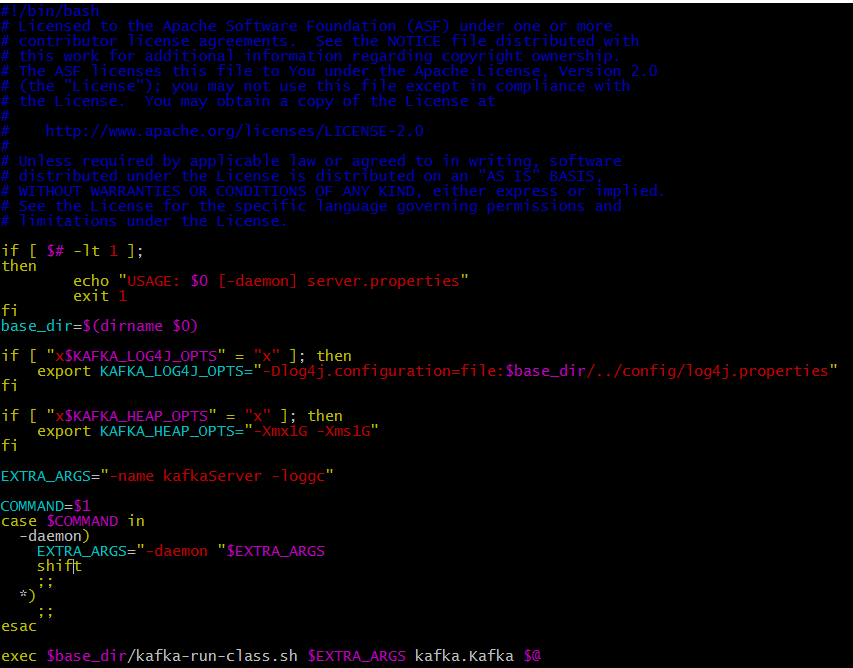 #!/bin/bash
# Licensed to the Apache Software Foundation (ASF) under one or more
# contributor license agreements.  See the NOTICE file distributed with
# this work for additional information regarding copyright ownership.
# The ASF licenses this file to You under the Apache License, Version 2.0
# (the "License"); you may not use this file except in compliance with
# the License.  You may obtain a copy of the License at
#
#    http://www.apache.org/licenses/LICENSE-2.0
#
# Unless required by applicable law or agreed to in writing, software
# distributed under the License is distributed on an "AS IS" BASIS,
# WITHOUT WARRANTIES OR CONDITIONS OF ANY KIND, either express or implied.
# See the License for the specific language governing permissions and
# limitations under the License.

if [ $# -lt 1 ];
then
        echo "USAGE: $0 [-daemon] server.properties"
        exit 1
fi
base_dir=$(dirname $0)

if [ "x$KAFKA_LOG4J_OPTS" = "x" ]; then
    export KAFKA_LOG4J_OPTS="-Dlog4j.configuration=file:$base_dir/../config/log4j.properties"
fi

if [ "x$KAFKA_HEAP_OPTS" = "x" ]; then
    export KAFKA_HEAP_OPTS="-Xmx1G -Xms1G"
fi

EXTRA_ARGS="-name kafkaServer -loggc"

COMMAND=$1
case $COMMAND in
  -daemon)
    EXTRA_ARGS="-daemon "$EXTRA_ARGS
    shift
    ;;
  *)
    ;;
esac

exec $base_dir/kafka-run-class.sh $EXTRA_ARGS kafka.Kafka $@